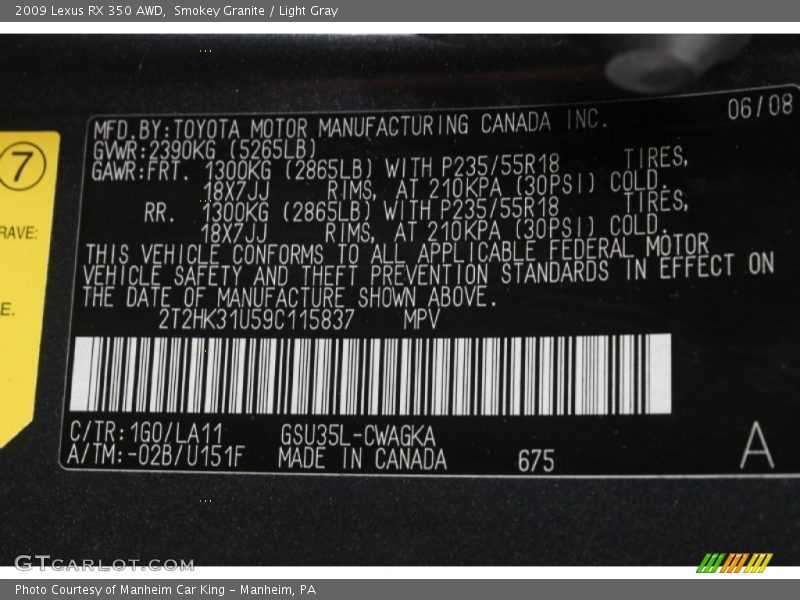 2009 Lexus RX 350 AWD, Smokey Granite / Light Gray
06/08
MFD.BY:TOYOTA MOTOR MANUFACTURING CANADA INC.
GVWR:2390KG (5265LB)
GAWR:FRT. 1300KG (2865LB) WITH P235/55R18 TIRES,
18X7JJ RIMS, AT 210KPA (30PSI) COLD.
RR. 1300KG (2865LB) WITH P235/55R18 TIRES,
18X7JJ RIMS, AT 210KPA (30PSI) COLD.
THIS VEHICLE CONFORMS TO ALL APPLICABLE FEDERAL MOTOR
VEHICLE SAFETY AND THEFT PREVENTION STANDARDS IN EFFECT ON
THE DATE OF MANUFACTURE SHOWN ABOVE.
2T2HK31U59C115837 MPV
C/TR:1G0/LA11 GSU35L-CWAGKA
A/TM:-02B/U151F MADE IN CANADA 675 A
7
RAVE:
E.
GTCARLOT.COM
Photo Courtesy of Manheim Car King - Manheim, PA